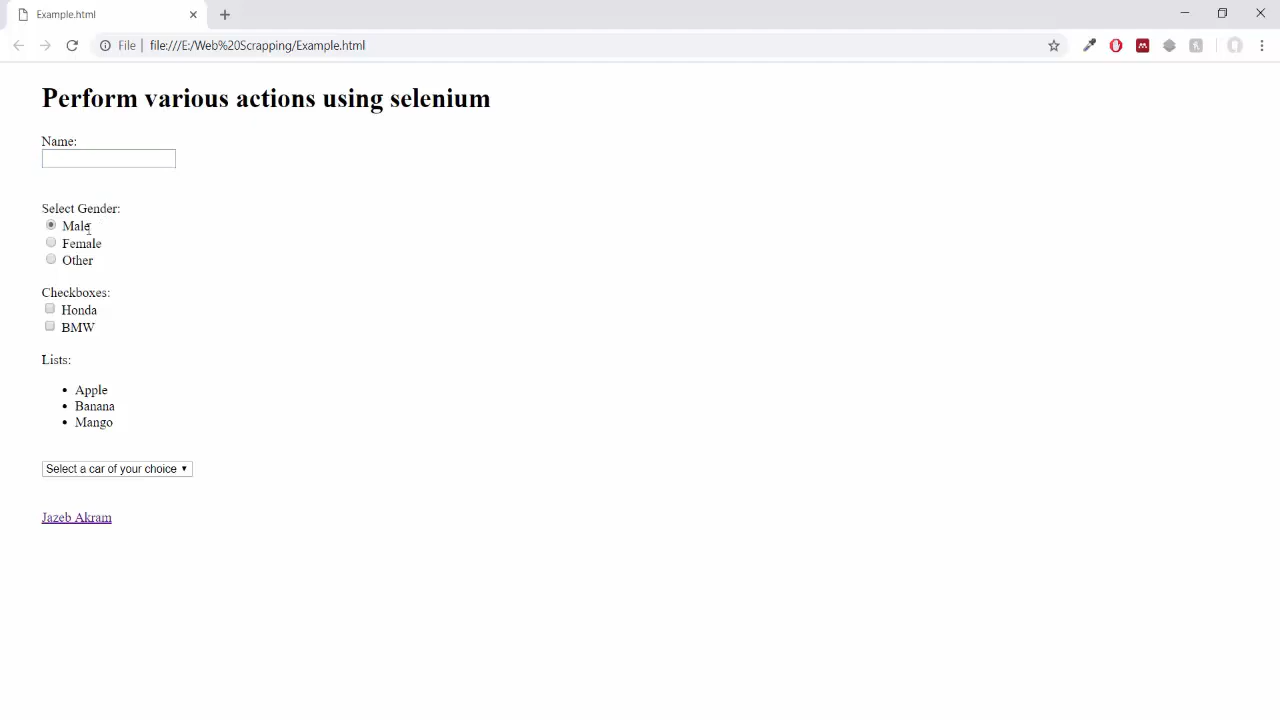 Example.html
File
file:///E:/Web%20Scrapping/Example.html
Perform various actions using selenium
Name:
Select Gender:
Male
Female
Other
Checkboxes:
Honda
BMW
Lists:
• Apple
• Banana
• Mango
Select a car of your choice
Jazeb Akram